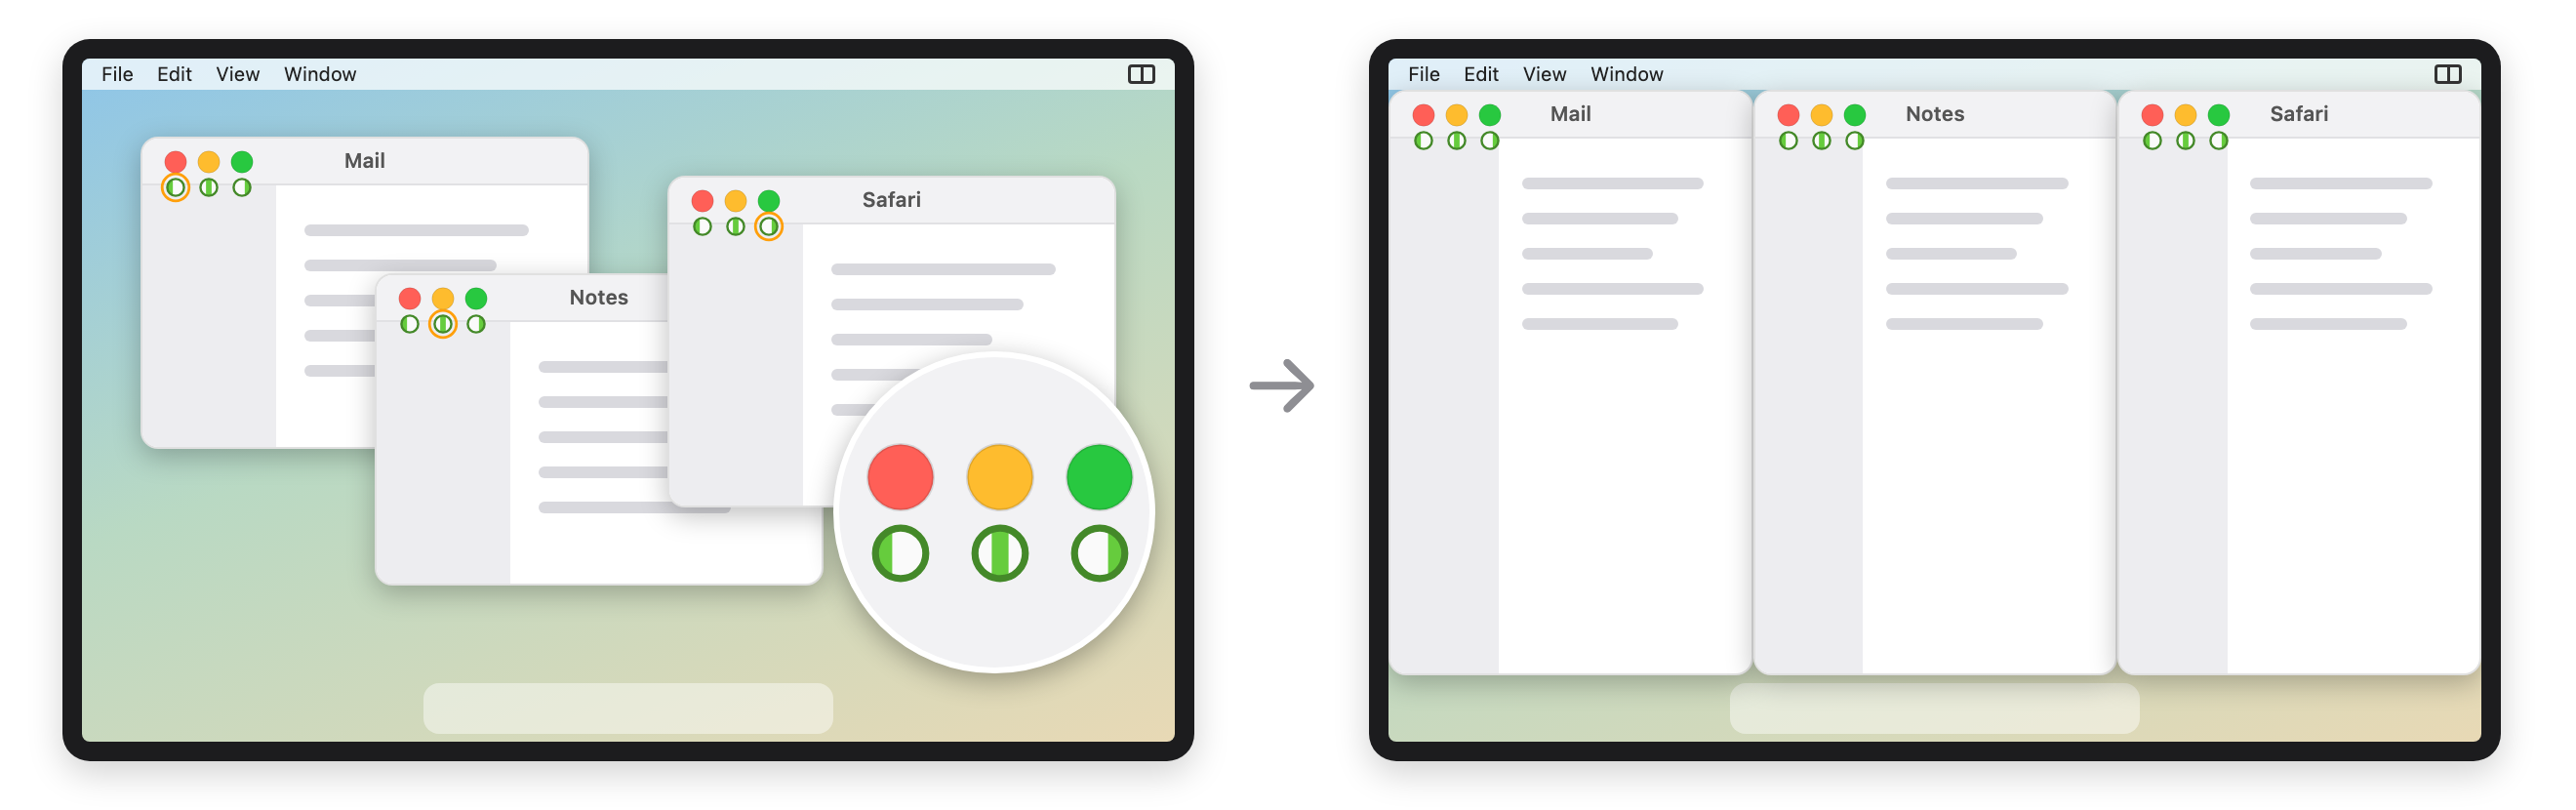 File Edit View Window
Mail
Safari
Notes
File Edit View Window
Mail Notes Safari